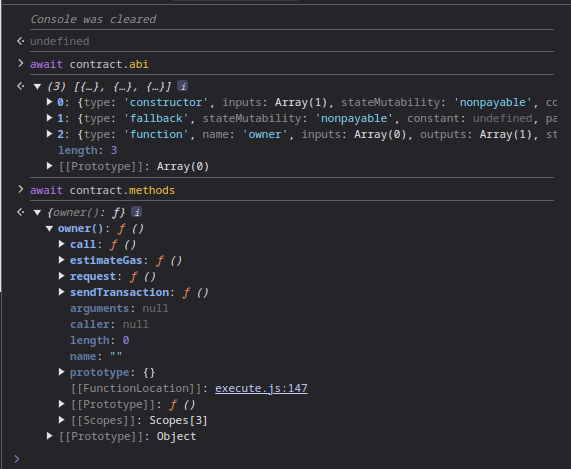 Console was cleared
undefined
await contract.abi
(3) [{…}, {…}, {…}] i
0: {type: 'constructor', inputs: Array(1), stateMutability: 'nonpayable', co
1: {type: 'fallback', stateMutability: 'nonpayable', constant: undefined, pa
2: {type: 'function', name: 'owner', inputs: Array(0), outputs: Array(1), st
length: 3
[[Prototype]]: Array(0)
await contract.methods
{owner(): ƒ} i
owner(): ƒ ()
call: ƒ ()
estimateGas: ƒ ()
request: ƒ ()
sendTransaction: ƒ ()
arguments: null
caller: null
length: 0
name: ""
prototype: {}
[[FunctionLocation]]: execute.js:147
[[Prototype]]: ƒ ()
[[Scopes]]: Scopes[3]
[[Prototype]]: Object